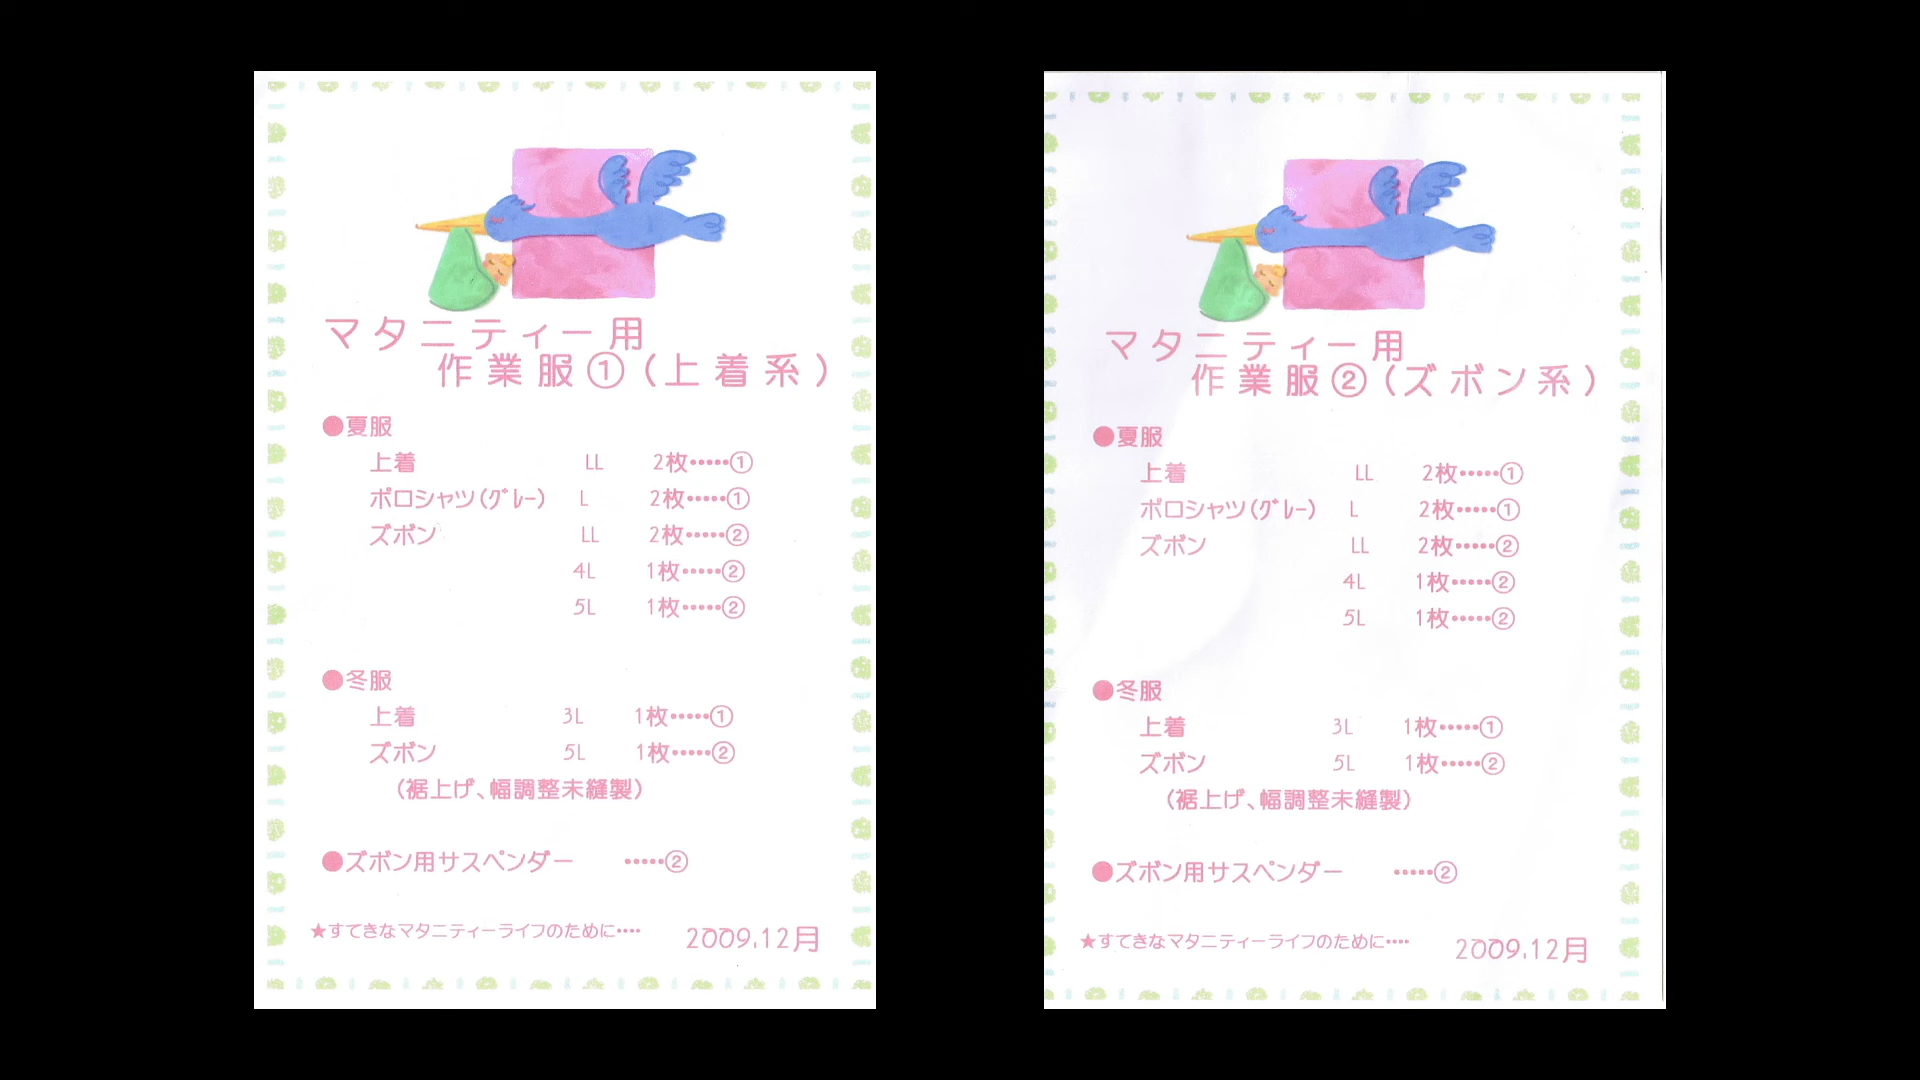 マタニティー用
作業服①(上着系)
●夏服
上着 LL 2枚・・・・・①
ポロシャツ(グレー) L 2枚・・・・・①
ズボン LL 2枚・・・・・②
4L 1枚・・・・・②
5L 1枚・・・・・②
●冬服
上着 3L 1枚・・・・・①
ズボン 5L 1枚・・・・・②
(裾上げ、幅調整未縫製)
●ズボン用サスペンダー ・・・・・②
★すてきなマタニティーライフのために・・・・ 2009.12月
マタニティー用
作業服②(ズボン系)
●夏服
上着 LL 2枚・・・・・①
ポロシャツ(グレー) L 2枚・・・・・①
ズボン LL 2枚・・・・・②
4L 1枚・・・・・②
5L 1枚・・・・・②
●冬服
上着 3L 1枚・・・・・①
ズボン 5L 1枚・・・・・②
(裾上げ、幅調整未縫製)
●ズボン用サスペンダー ・・・・・②
★すてきなマタニティーライフのために・・・・ 2009.12月